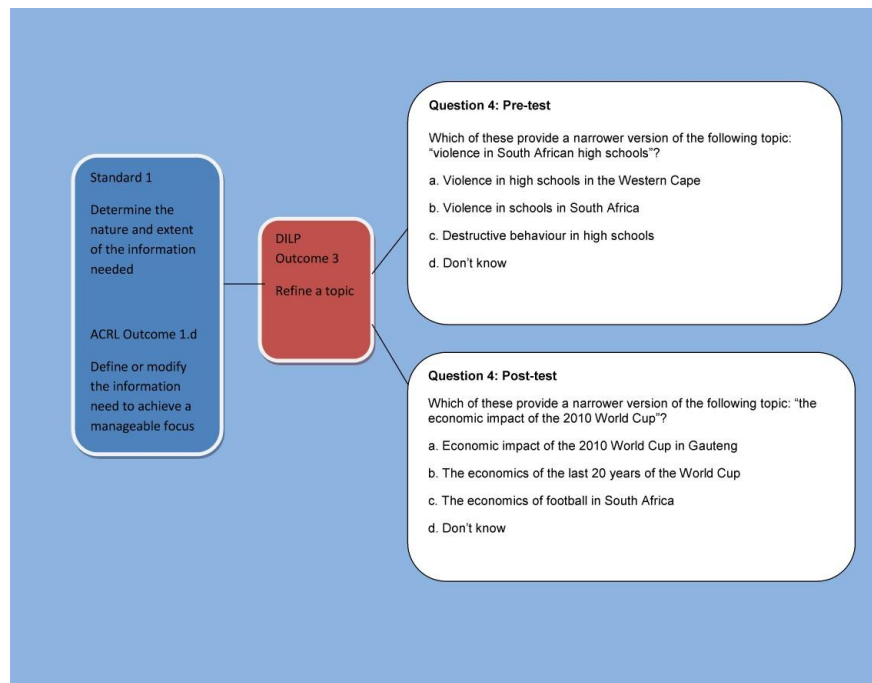 Standard 1
Determine the
nature and extent
of the information
needed
ACRL Outcome 1.d
Define or modify
the information
need to achieve a
manageable focus
DILP
Outcome 3
Refine a topic
Question 4: Pre-test
Which of these provide a narrower version of the following topic:
“violence in South African high schools”?
a. Violence in high schools in the Western Cape
b. Violence in schools in South Africa
c. Destructive behaviour in high schools
d. Don’t know
Question 4: Post-test
Which of these provide a narrower version of the following topic: “the
economic impact of the 2010 World Cup”?
a. Economic impact of the 2010 World Cup in Gauteng
b. The economics of the last 20 years of the World Cup
c. The economics of football in South Africa
d. Don’t know